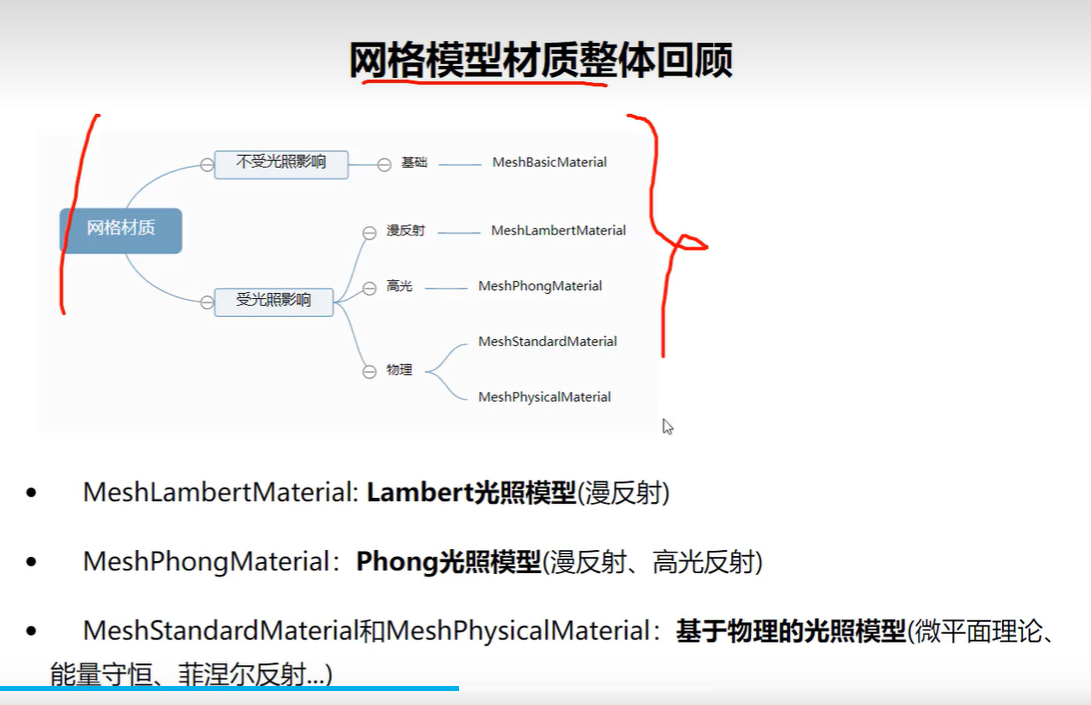 网格模型材质整体回顾
网格材质
不受光照影响
基础
MeshBasicMaterial
受光照影响
漫反射
MeshLambertMaterial
高光
MeshPhongMaterial
物理
MeshStandardMaterial
MeshPhysicalMaterial
• MeshLambertMaterial: Lambert光照模型(漫反射)
• MeshPhongMaterial：Phong光照模型(漫反射、高光反射)
• MeshStandardMaterial和MeshPhysicalMaterial：基于物理的光照模型(微平面理论、
能量守恒、菲涅尔反射...)